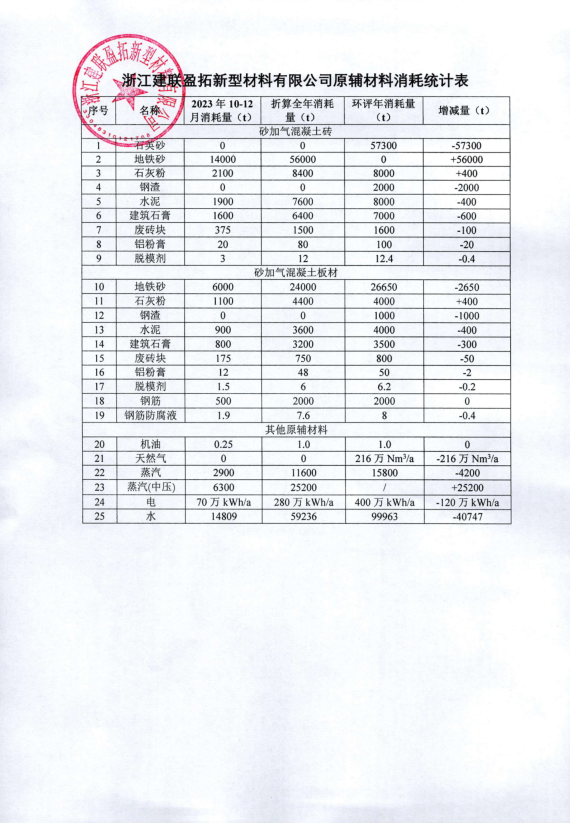 浙江建联盈拓新型材料有限公司原辅材料消耗统计表
序号 名称 2023 年 10-12 月消耗量（t） 折算全年消耗量（t） 环评年消耗量（t） 增减量（t）
砂加气混凝土砖
1 石英砂 0 0 57300 -57300
2 地铁砂 14000 56000 0 +56000
3 石灰粉 2100 8400 8000 +400
4 钢渣 0 0 2000 -2000
5 水泥 1900 7600 8000 -400
6 建筑石膏 1600 6400 7000 -600
7 废砖块 375 1500 1600 -100
8 铝粉膏 20 80 100 -20
9 脱模剂 3 12 12.4 -0.4
砂加气混凝土板材
10 地铁砂 6000 24000 26650 -2650
11 石灰粉 1100 4400 4000 +400
12 钢渣 0 0 1000 -1000
13 水泥 900 3600 4000 -400
14 建筑石膏 800 3200 3500 -300
15 废砖块 175 750 800 -50
16 铝粉膏 12 48 50 -2
17 脱模剂 1.5 6 6.2 -0.2
18 钢筋 500 2000 2000 0
19 钢筋防腐液 1.9 7.6 8 -0.4
其他原辅材料
20 机油 0.25 1.0 1.0 0
21 天然气 0 0 216 万 Nm³/a -216 万 Nm³/a
22 蒸汽 2900 11600 15800 -4200
23 蒸汽(中压) 6300 25200 / +25200
24 电 70 万 kWh/a 280 万 kWh/a 400 万 kWh/a -120 万 kWh/a
25 水 14809 59236 99963 -40747
浙江建联盈拓新型材料有限公司